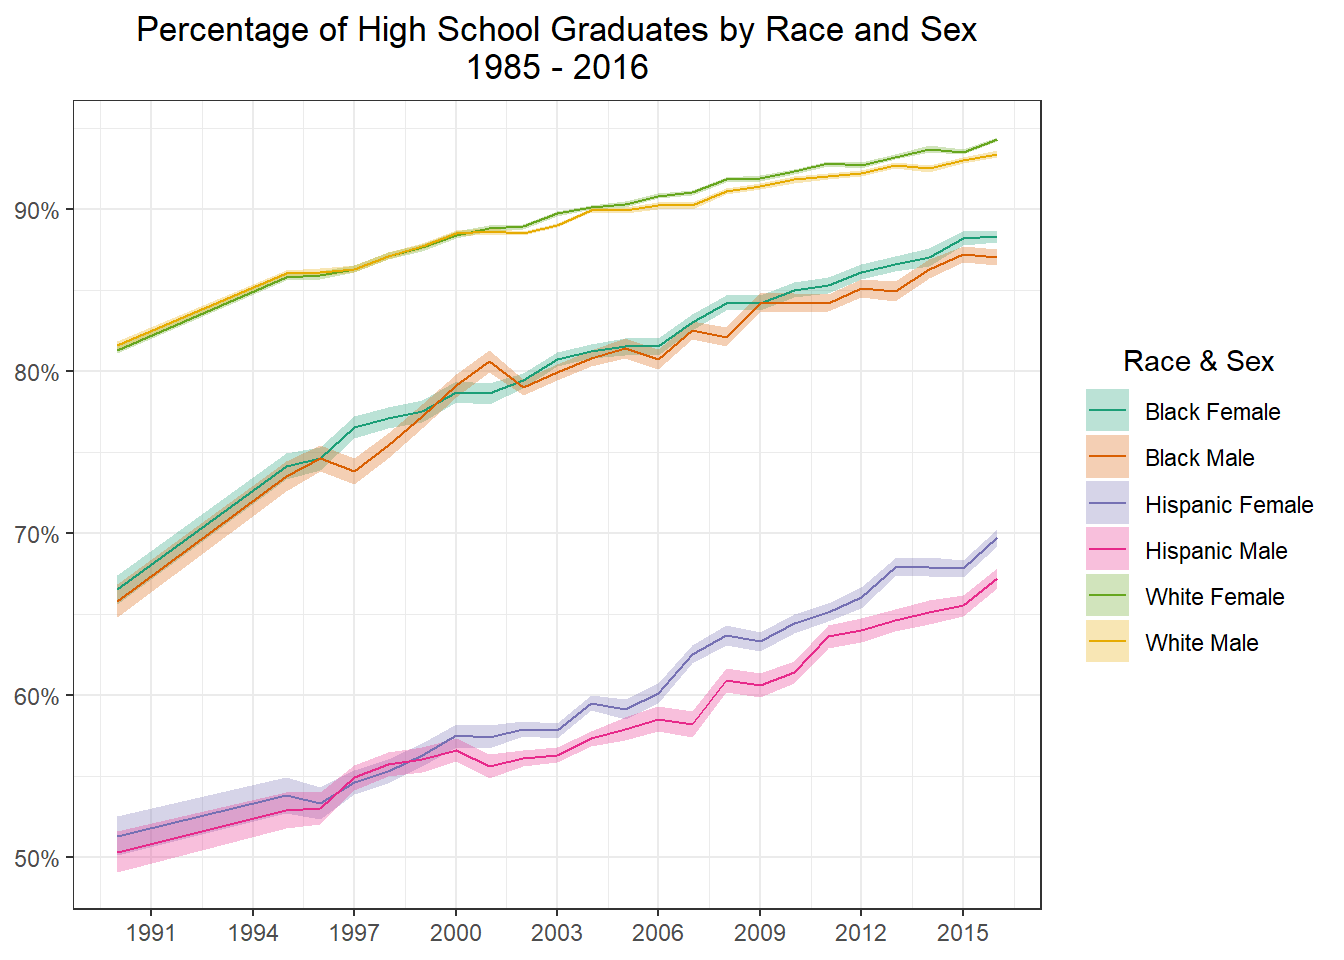 Percentage of High School Graduates by Race and Sex
1985 - 2016
90%
80%
70%
60%
50%
1991 1994 1997 2000 2003 2006 2009 2012 2015
Race & Sex
Black Female
Black Male
Hispanic Female
Hispanic Male
White Female
White Male